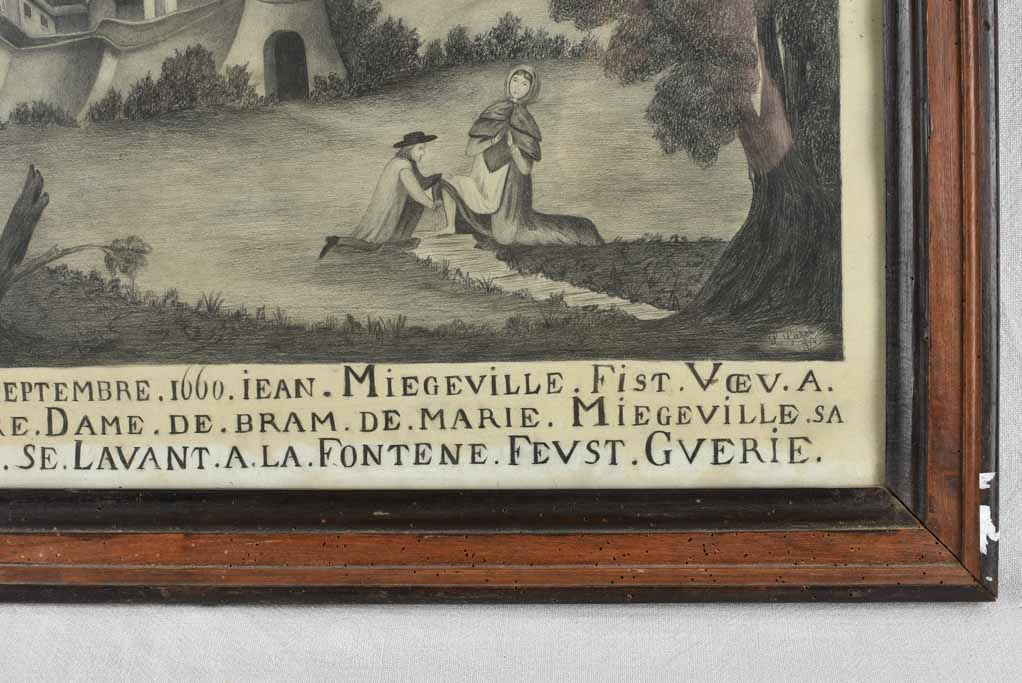 EPTEMBRE.1660.IEAN.MIEGEVILLE.FIST.VŒV.A.
RE.DAME.DE.BRAM.DE.MARIE.MIEGEVILLE.SA
.SE.LAVANT.A.LA.FONTENE.FEVST.GVERIE.